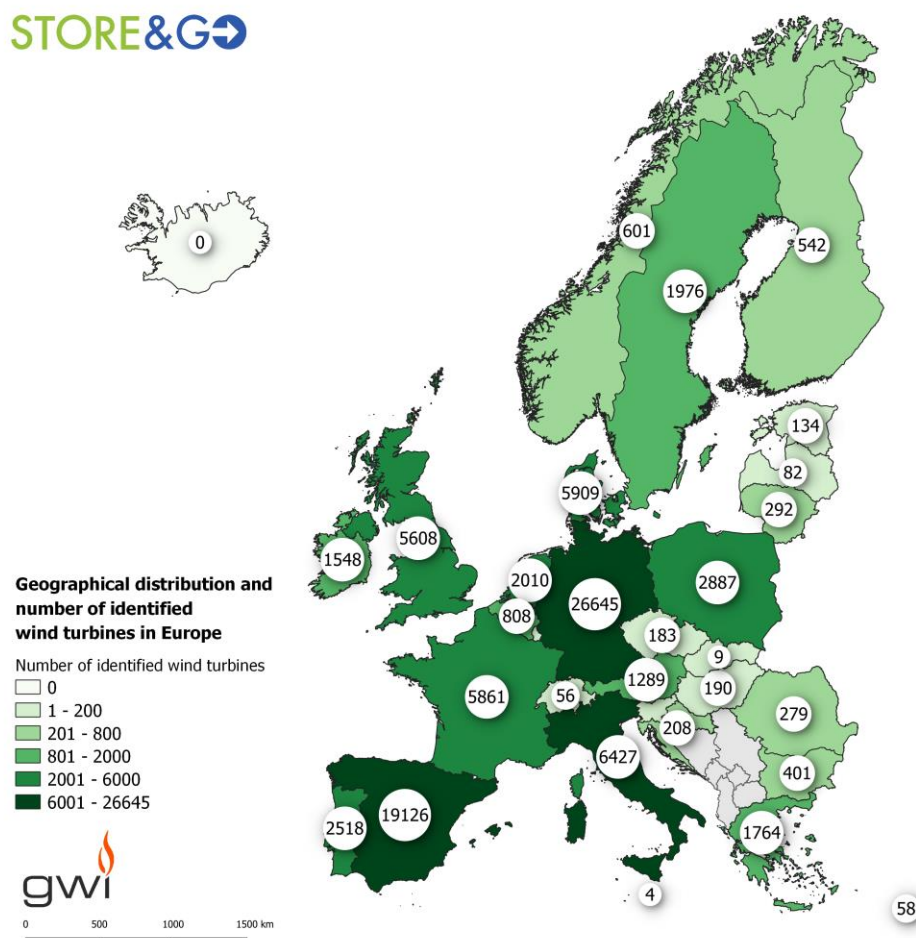 STORE&GO
0
601
542
1976
134
82
292
5909
5608
1548
2010
2887
26645
808
183
9
1289
190
56
5861
279
208
6427
401
19126
2518
1764
4
58
Geographical distribution and
number of identified
wind turbines in Europe
Number of identified wind turbines
0
1 - 200
201 - 800
801 - 2000
2001 - 6000
6001 - 26645
gwi
0 500 1000 1500 km